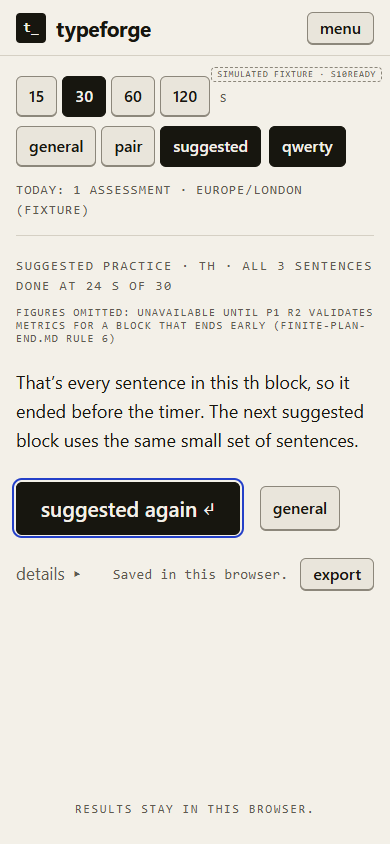 t_ typeforge menu
SIMULATED FIXTURE · S10READY
15 30 60 120 S
general pair suggested qwerty
TODAY: 1 ASSESSMENT · EUROPE/LONDON
(FIXTURE)
SUGGESTED PRACTICE · TH · ALL 3 SENTENCES
DONE AT 24 S OF 30
FIGURES OMITTED: UNAVAILABLE UNTIL P1 R2 VALIDATES
METRICS FOR A BLOCK THAT ENDS EARLY (FINITE-PLAN-
END.MD RULE 6)
That's every sentence in this th block, so it
ended before the timer. The next suggested
block uses the same small set of sentences.
suggested again ↵ general
details ▸ Saved in this browser. export
RESULTS STAY IN THIS BROWSER.